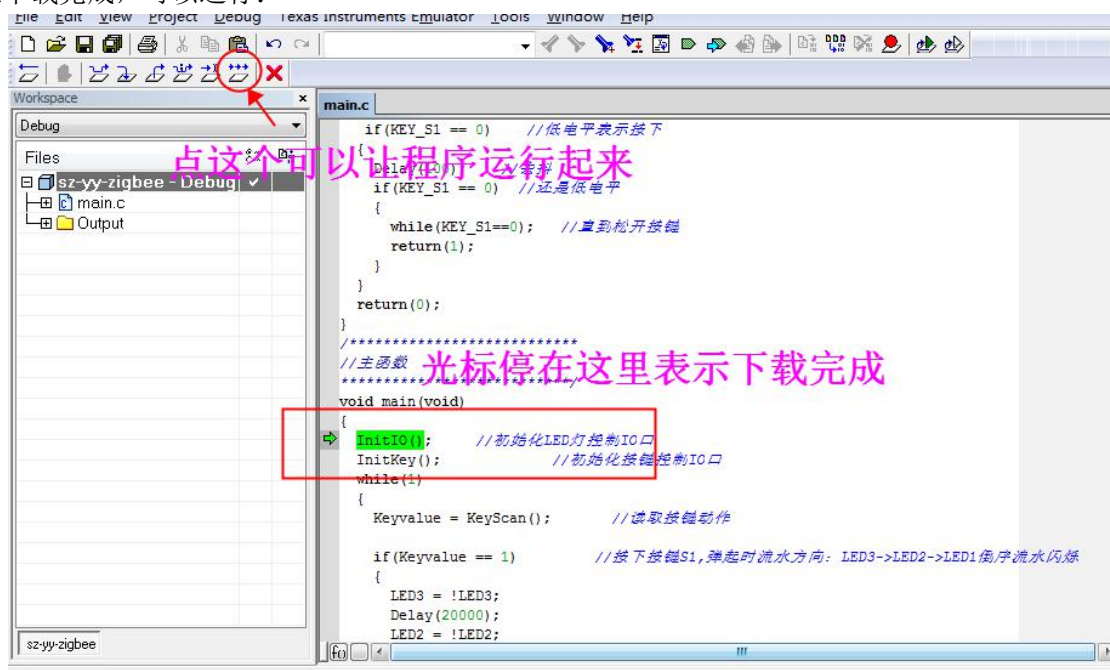 下载完成，可以运行！
File Edit View Project Debug Texas Instruments Emulator Tools Window Help
Workspace
Debug
Files
sz-yy-zigbee - Debug
main.c
Output
sz-yy-zigbee
点这个可以让程序运行起来
main.c
if(KEY_S1 == 0) //低电平表示按下
{
if(KEY_S1 == 0) //还是低电平
{
while(KEY_S1==0); //直到松开按键
return(1);
}
}
return(0);
}
/***************************
//主函数
光标停在这里表示下载完成
***************************/
void main(void)
{
InitIO(); //初始化LED灯控制IO口
InitKey(); //初始化按键控制IO口
while(1)
{
Keyvalue = KeyScan(); //读取按键动作
if(Keyvalue == 1) //按下按键S1,弹起时流水方向: LED3->LED2->LED1倒序流水闪烁
{
LED3 = !LED3;
Delay(20000);
LED2 = !LED2;